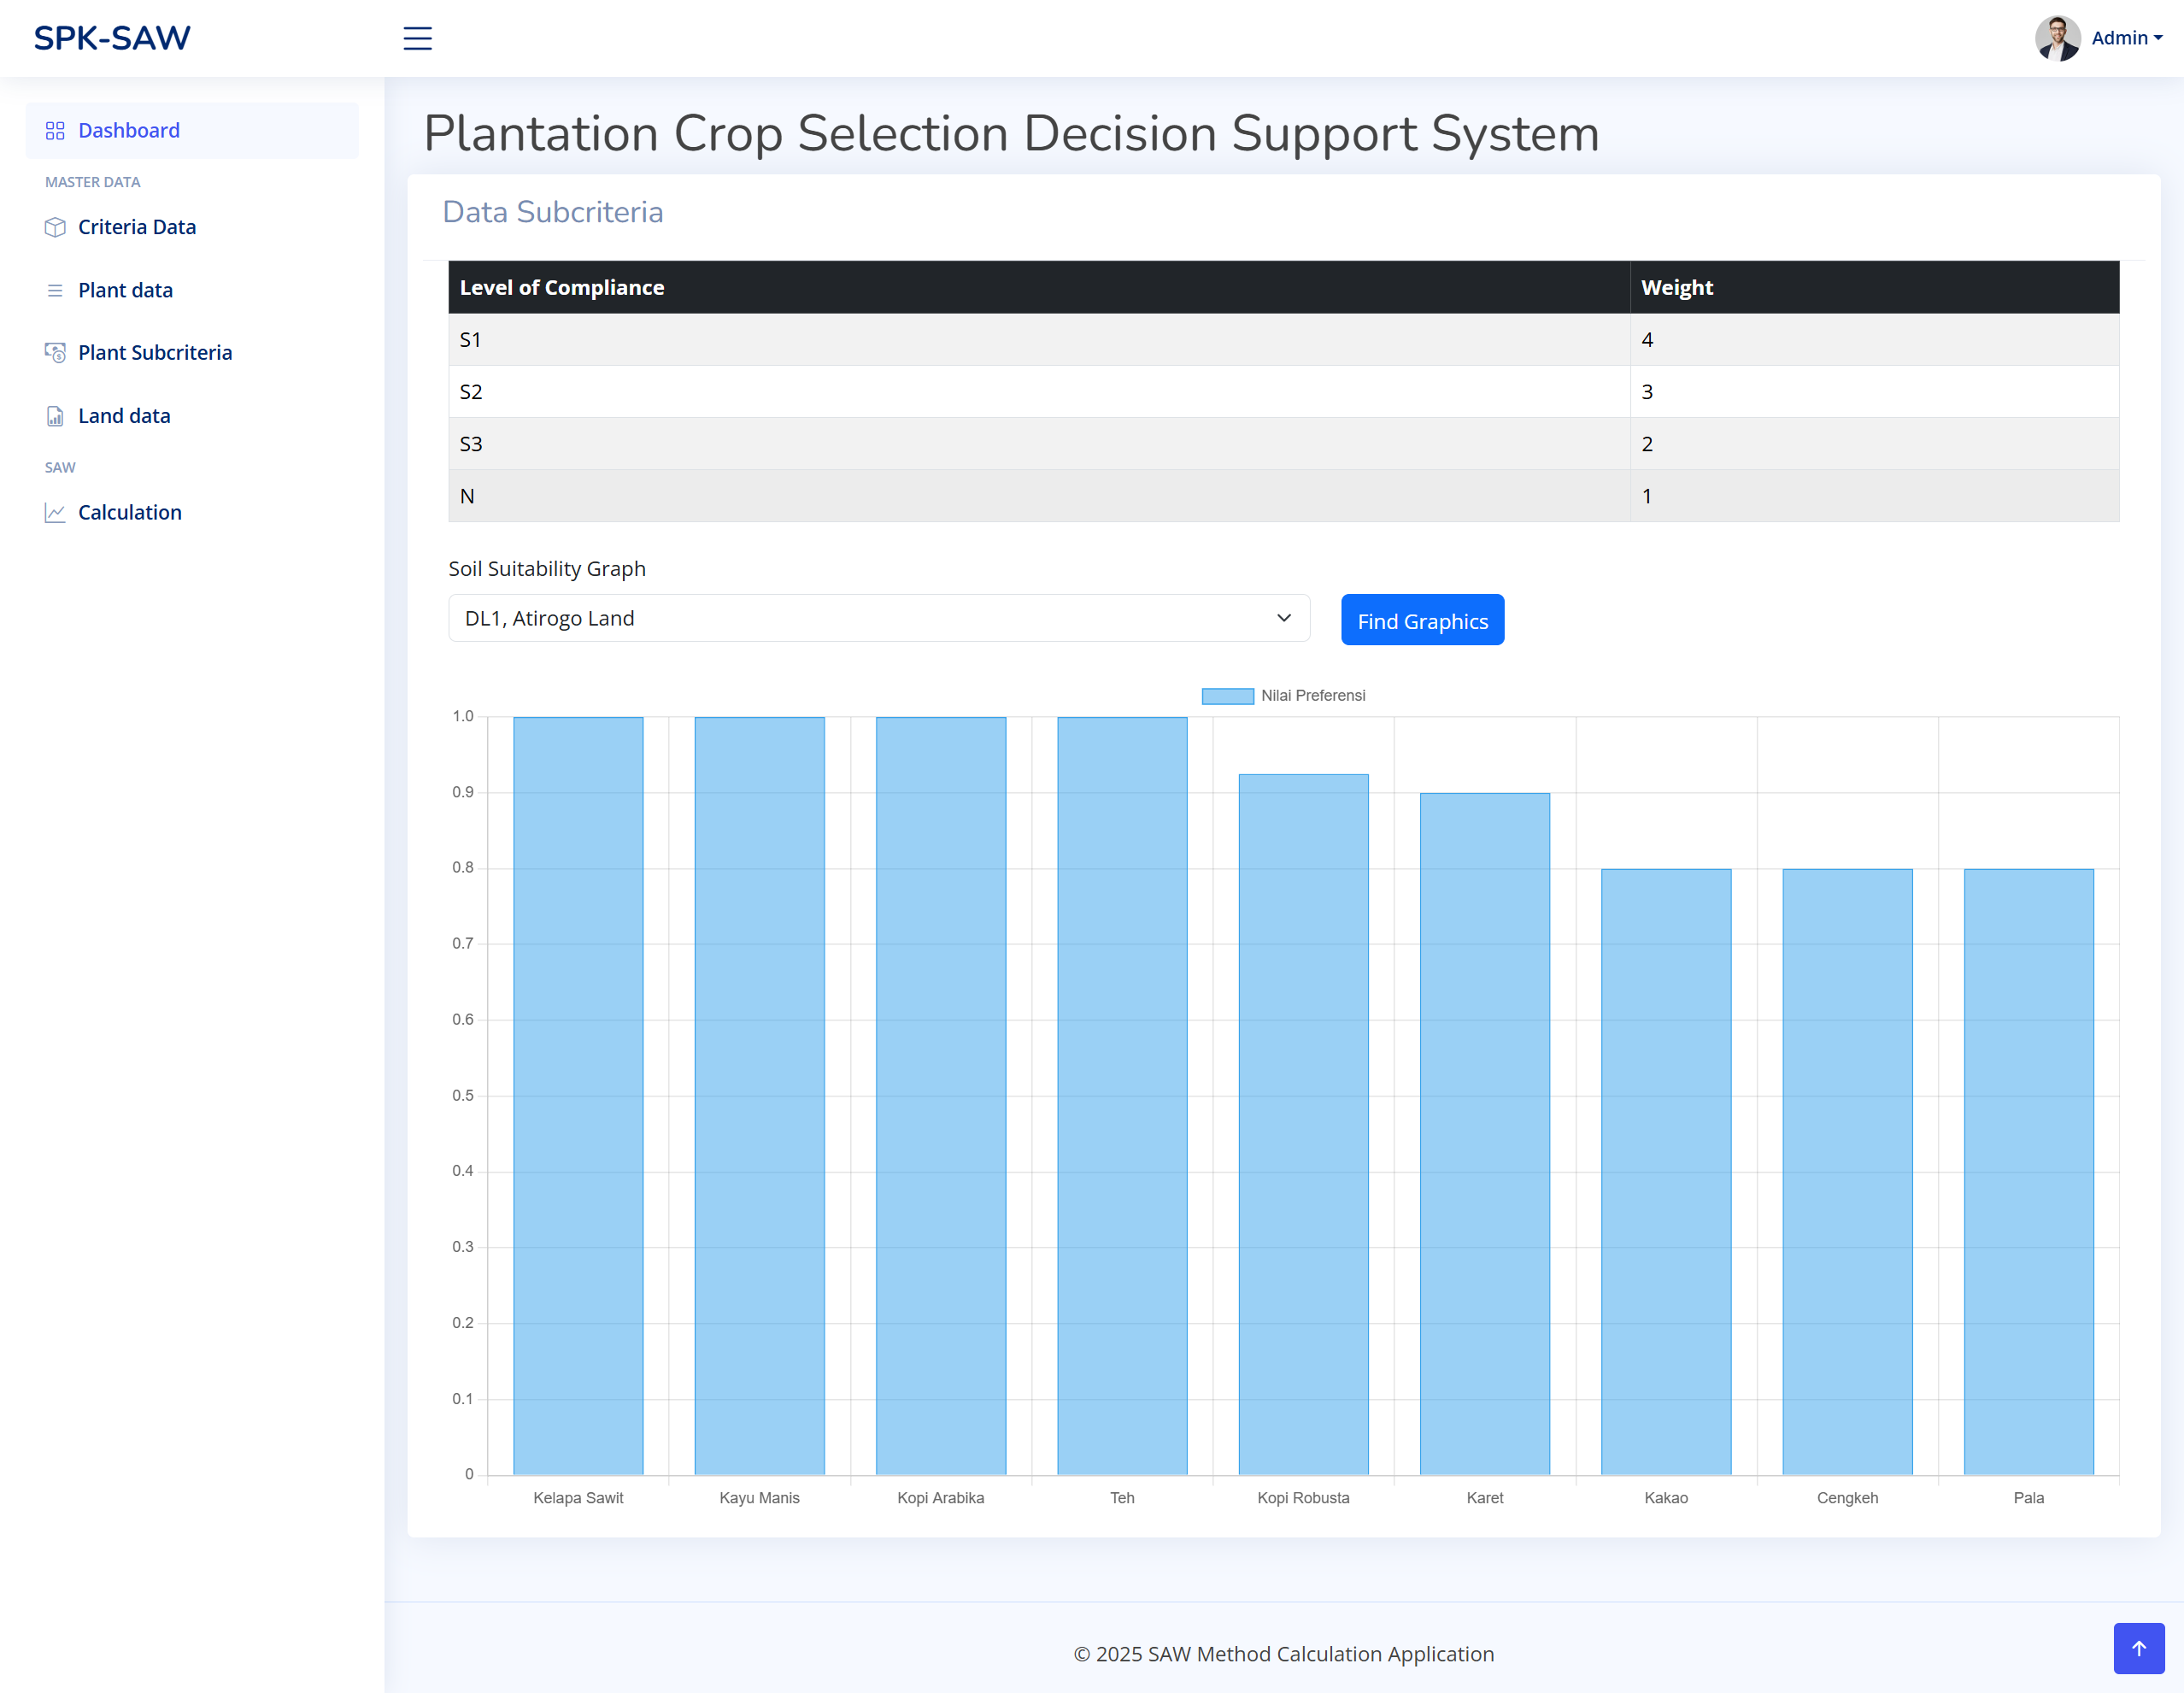 SPK-SAW
Admin
Dashboard
MASTER DATA
Criteria Data
Plant data
Plant Subcriteria
Land data
SAW
Calculation
Plantation Crop Selection Decision Support System
Data Subcriteria
Level of Compliance Weight
S1 4
S2 3
S3 2
N 1
Soil Suitability Graph
DL1, Atirogo Land
Find Graphics
Nilai Preferensi
1.0
0.9
0.8
0.7
0.6
0.5
0.4
0.3
0.2
0.1
0
Kelapa Sawit Kayu Manis Kopi Arabika Teh Kopi Robusta Karet Kakao Cengkeh Pala
© 2025 SAW Method Calculation Application